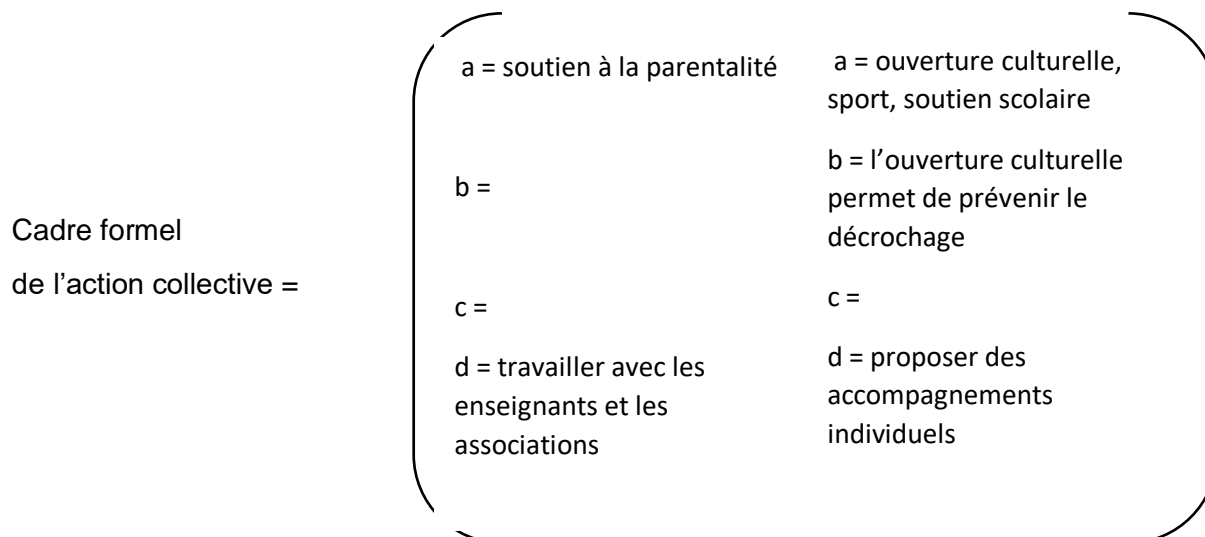 Cadre formel
de l’action collective =
a = soutien à la parentalité
b =
c =
d = travailler avec les
enseignants et les
associations
a = ouverture culturelle,
sport, soutien scolaire
b = l’ouverture culturelle
permet de prévenir le
décrochage
c =
d = proposer des
accompagnements
individuels